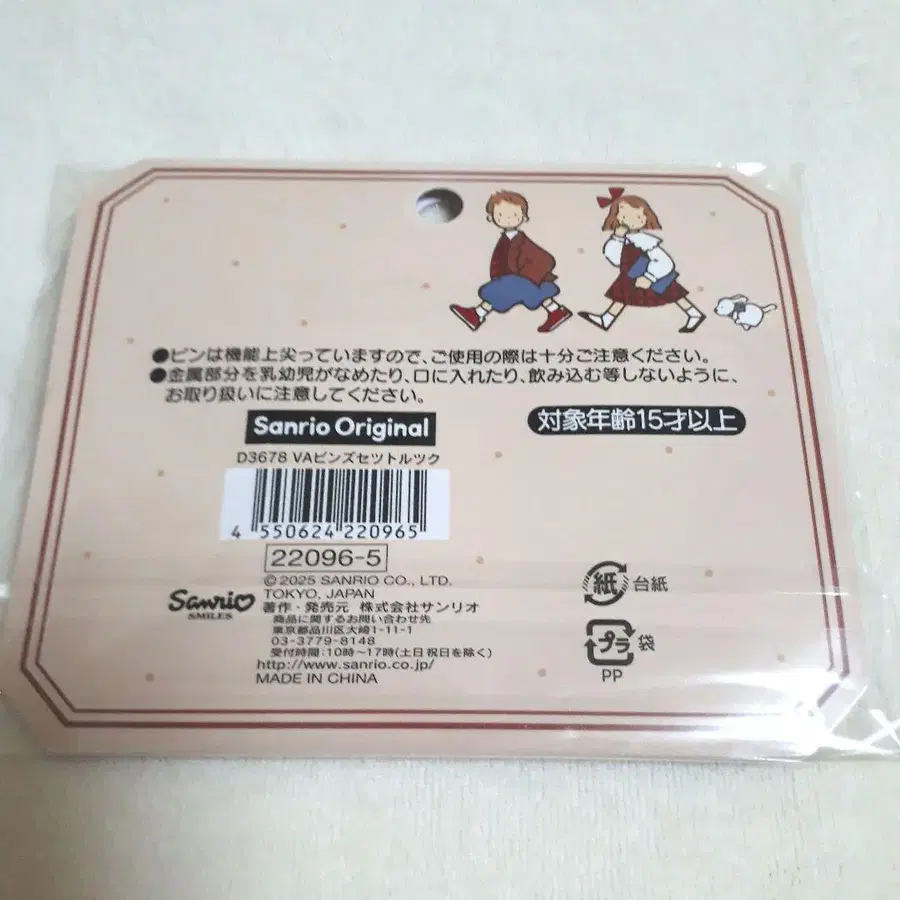 ●ピンは機能上尖っていますので、ご使用の際は十分ご注意ください。
●金属部分を乳幼児がなめたり、口に入れたり、飲み込む等しないように、
お取り扱いに注意してください。
Sanrio Original
対象年齢15才以上
D3678 VAピンズセツトルツク
4 550624 220965
22096-5
© 2025 SANRIO CO., LTD.
TOKYO, JAPAN
Sanrio SMILES
著作・発売元 株式会社サンリオ
商品に関するお問い合わせ先
東京都品川区大崎1-11-1
03-3779-8148
受付時間:10時〜17時(土日祝日を除く)
http://www.sanrio.co.jp/
MADE IN CHINA
紙 台紙
プラ 袋
PP